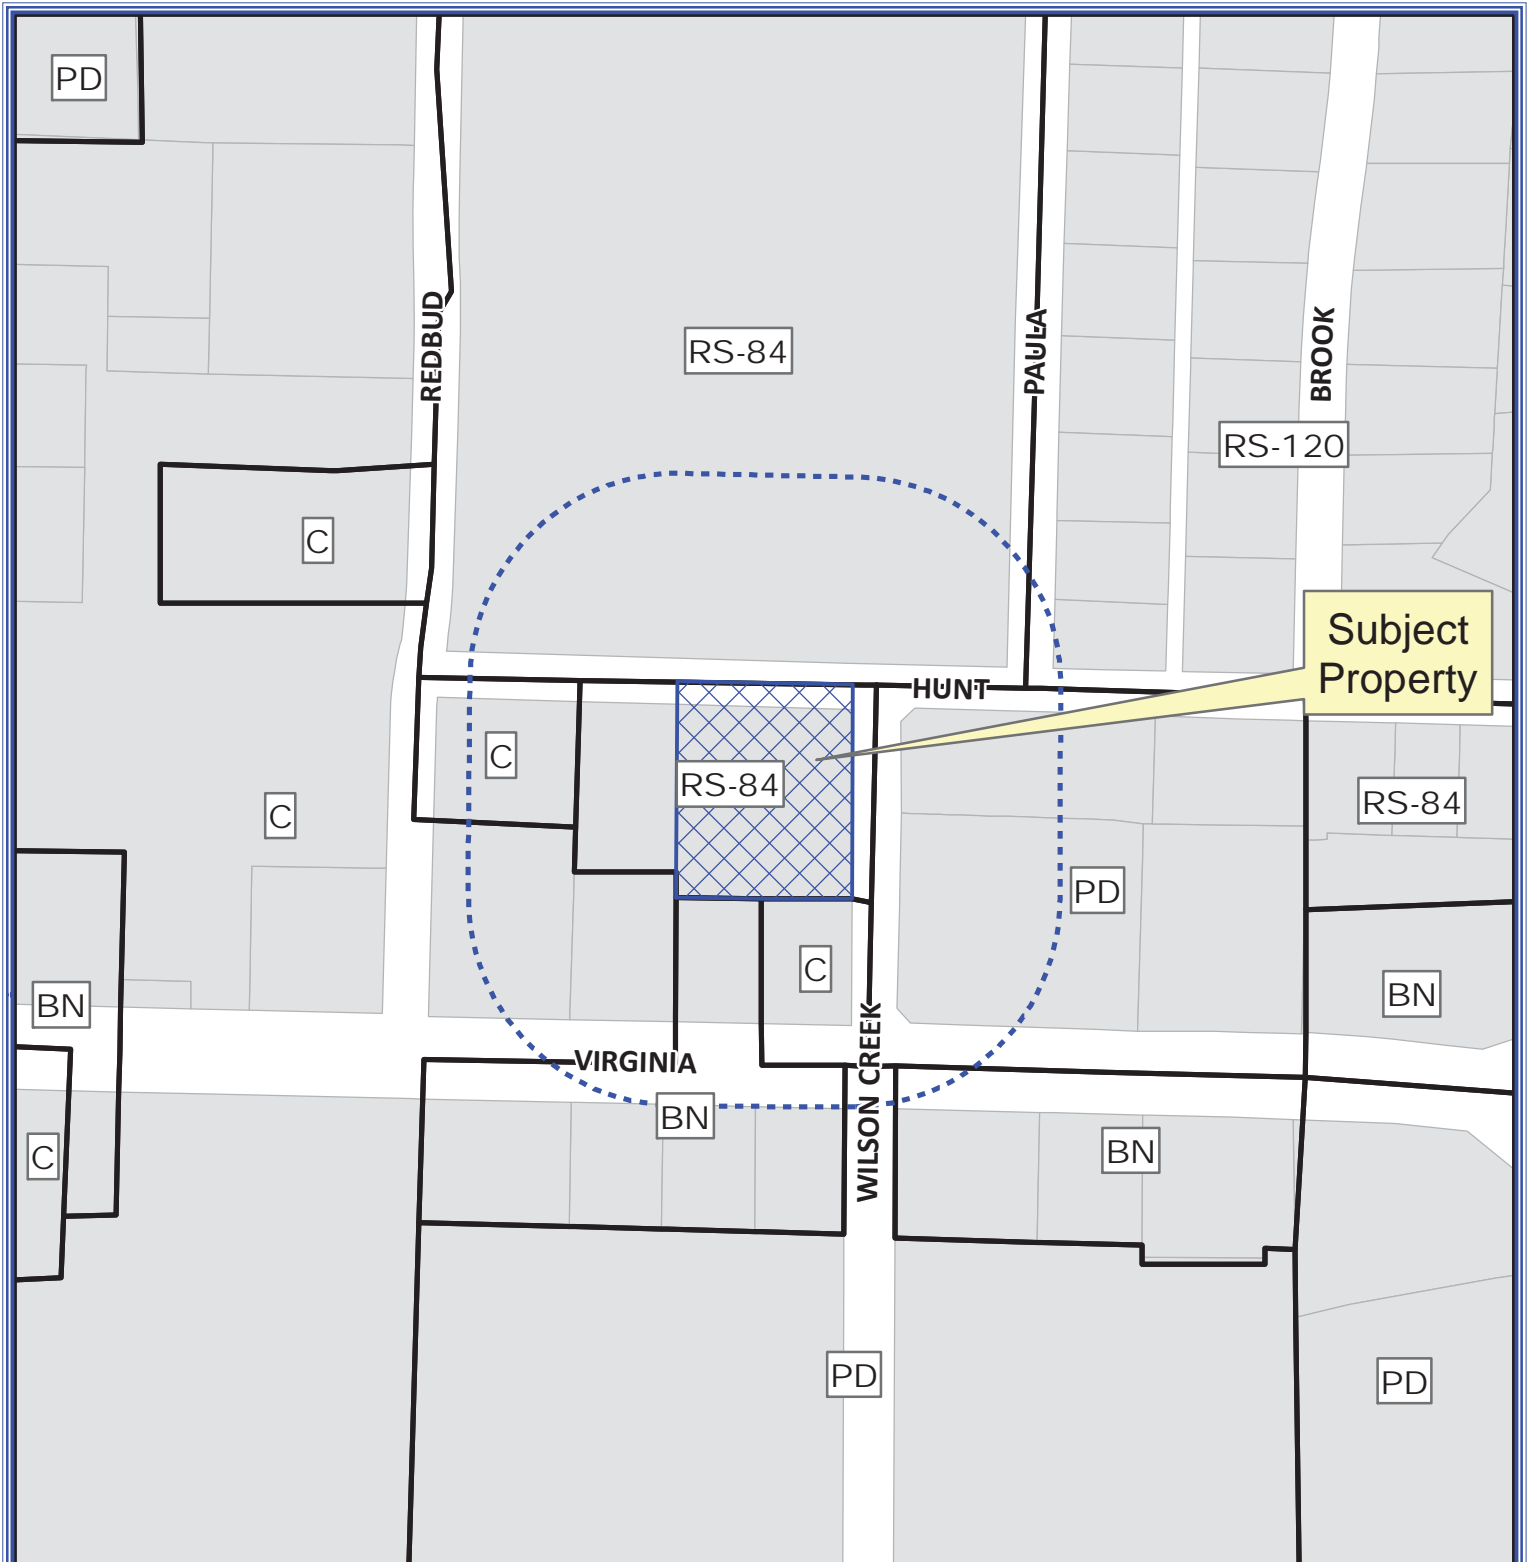 PD
REDBUD
RS-84
PAULA
BROOK
RS-120
C
Subject
Property
HUNT
C
RS-84
C
RS-84
PD
C
BN
BN
VIRGINIA
WILSON CREEK
BN
BN
C
PD
PD